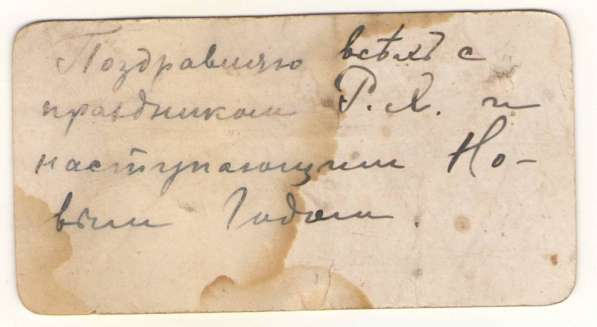 Поздравляю всѣхъ с
праздником Р. Х. и
наступающим Но-
вым Годом.